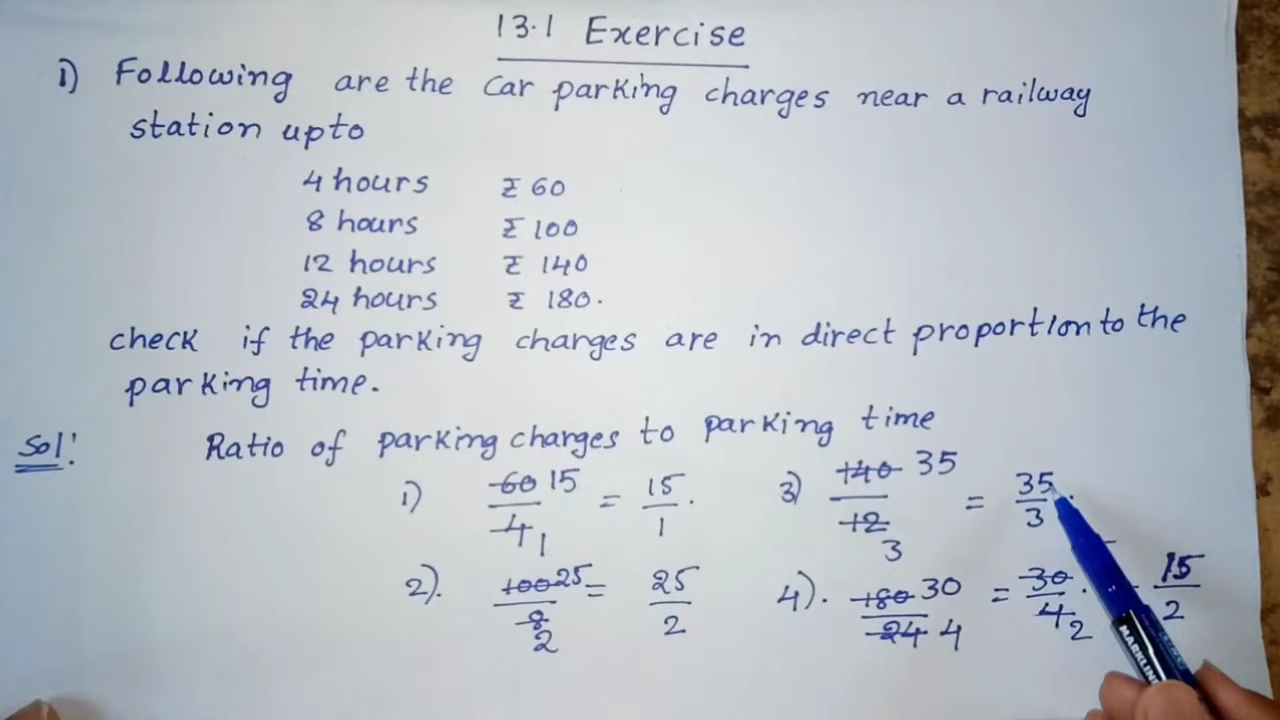 13.1 Exercise
1) Following are the car parking charges near a railway
station upto
4 hours ₹ 60
8 hours ₹ 100
12 hours ₹ 140
24 hours ₹ 180.
check if the parking charges are in direct proportion to the
parking time.
Sol: Ratio of parking charges to parking time
1) 60/4 15/1 = 15/1. 3) 140/12 35/3 = 35/3.
2). 100/8 25/2 = 25/2 4). 180/24 30/4 = 30/4 2 = 15/2
MARKLINE